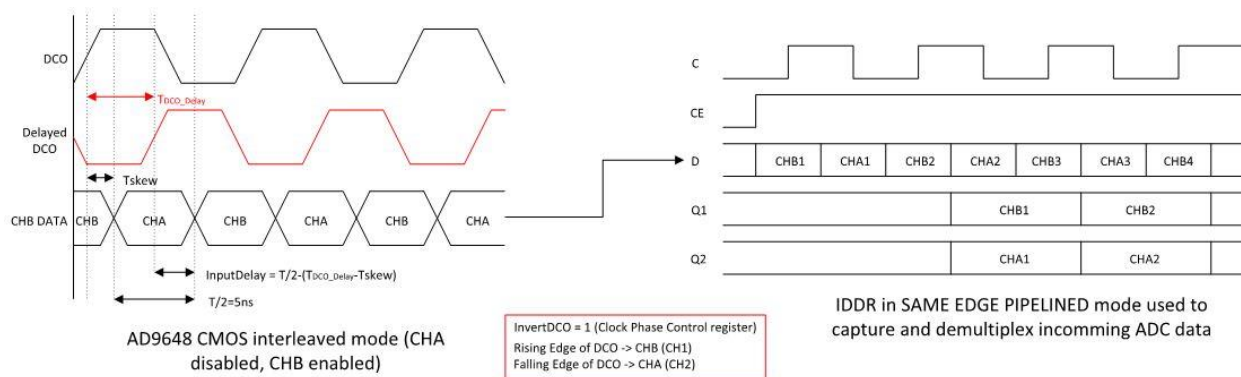 DCO
TDCO_Delay
Delayed
DCO
Tskew
CHB DATA
CHB
CHA
CHB
CHA
CHB
CHA
InputDelay = T/2-(TDCO_Delay-Tskew)
T/2=5ns
AD9648 CMOS interleaved mode (CHA
disabled, CHB enabled)
InvertDCO = 1 (Clock Phase Control register)
Rising Edge of DCO -> CHB (CH1)
Falling Edge of DCO -> CHA (CH2)
C
CE
D
CHB1
CHA1
CHB2
CHA2
CHB3
CHA3
CHB4
Q1
CHB1
CHB2
Q2
CHA1
CHA2
IDDR in SAME EDGE PIPELINED mode used to
capture and demultiplex incomming ADC data